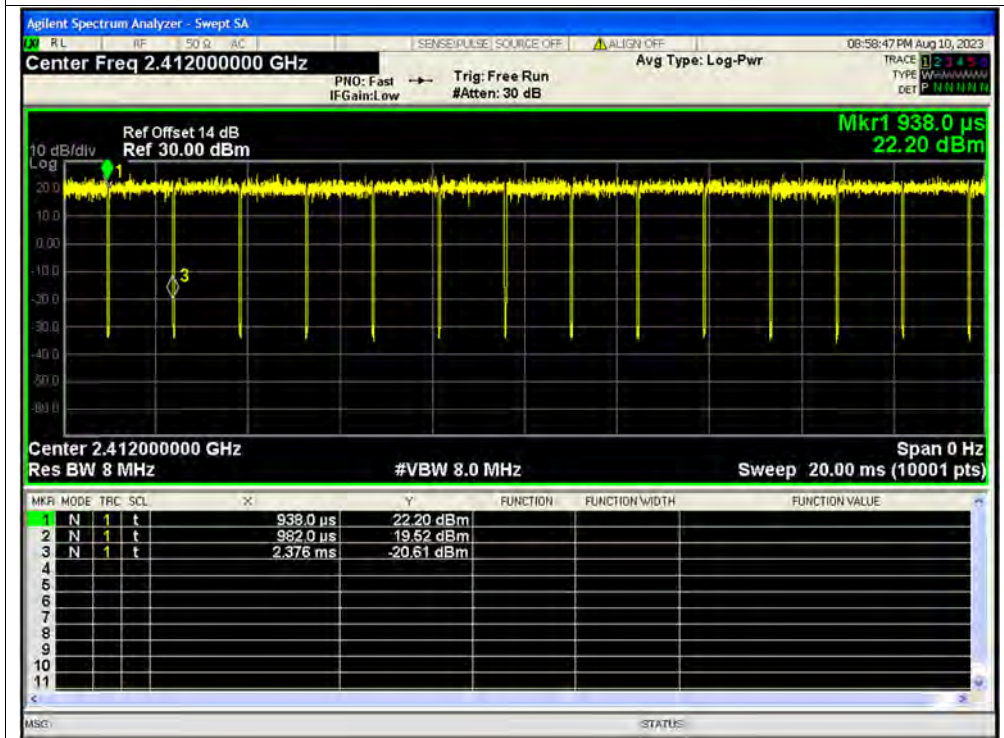 Agilent Spectrum Analyzer - Swept SA
RL RF 50 Ω AC SENSE:PULSE SOURCE OFF ALIGN OFF 08:58:47 PM Aug 10, 2023
Center Freq 2.412000000 GHz Avg Type: Log-Pwr TRACE 1 2 3 4 5 6
PNO: Fast Trig: Free Run TYPE
IFGain:Low #Atten: 30 dB DET P N N N N N
Mkr1 938.0 µs
Ref Offset 14 dB
10 dB/div Ref 30.00 dBm 22.20 dBm
Log
1
20.0
10.0
0.00
-10.0
3
-20.0
-30.0
-40.0
-50.0
-60.0
Center 2.412000000 GHz Span 0 Hz
Res BW 8 MHz #VBW 8.0 MHz Sweep 20.00 ms (10001 pts)
MKR MODE TRC SCL X Y FUNCTION FUNCTION WIDTH FUNCTION VALUE
1 N 1 t 938.0 µs 22.20 dBm
2 N 1 t 982.0 µs 19.52 dBm
3 N 1 t 2.376 ms -20.61 dBm
4
5
6
7
8
9
10
11
MSG STATUS